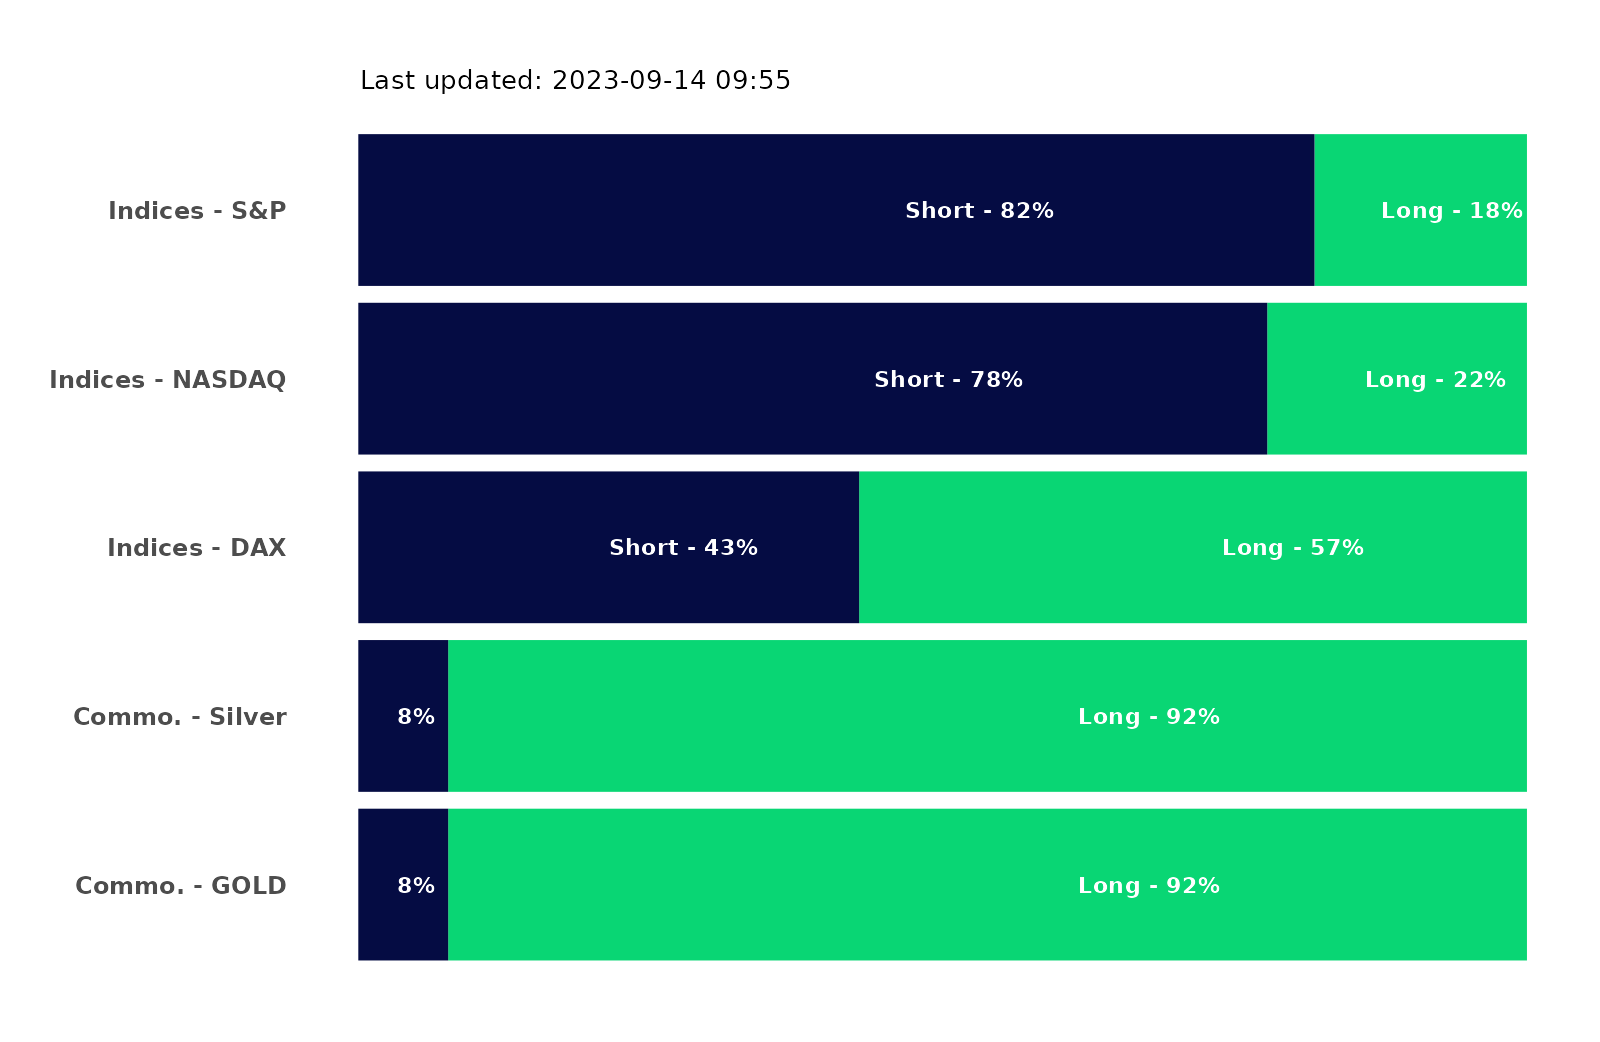 Last updated: 2023-09-14 09:55
Indices - S&P Short - 82% Long - 18%
Indices - NASDAQ Short - 78% Long - 22%
Indices - DAX Short - 43% Long - 57%
Commo. - Silver 8% Long - 92%
Commo. - GOLD 8% Long - 92%